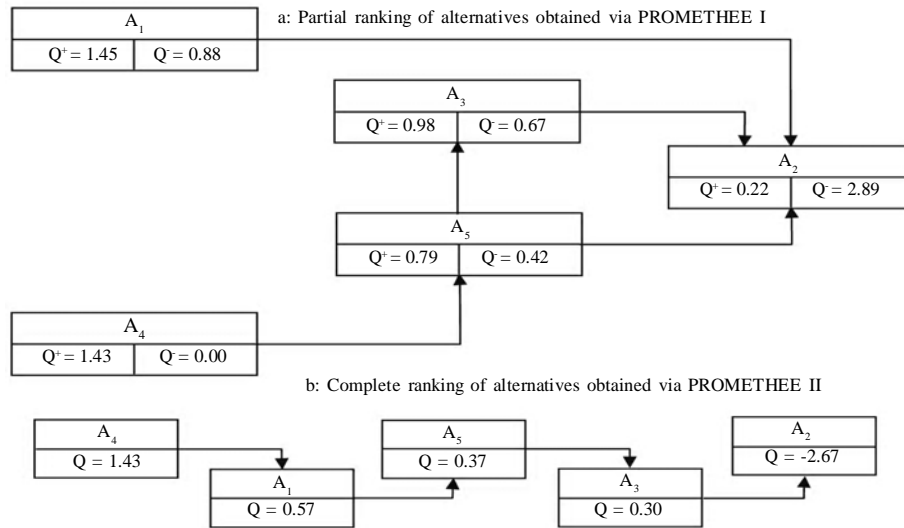 a: Partial ranking of alternatives obtained via PROMETHEE I
A₁
Q⁺ = 1.45 Q⁻ = 0.88
A₃
Q⁺ = 0.98 Q⁻ = 0.67
A₂
Q⁺ = 0.22 Q⁻ = 2.89
A₅
Q⁺ = 0.79 Q⁻ = 0.42
A₄
Q⁺ = 1.43 Q⁻ = 0.00
b: Complete ranking of alternatives obtained via PROMETHEE II
A₄
Q = 1.43
A₁
Q = 0.57
A₅
Q = 0.37
A₃
Q = 0.30
A₂
Q = -2.67